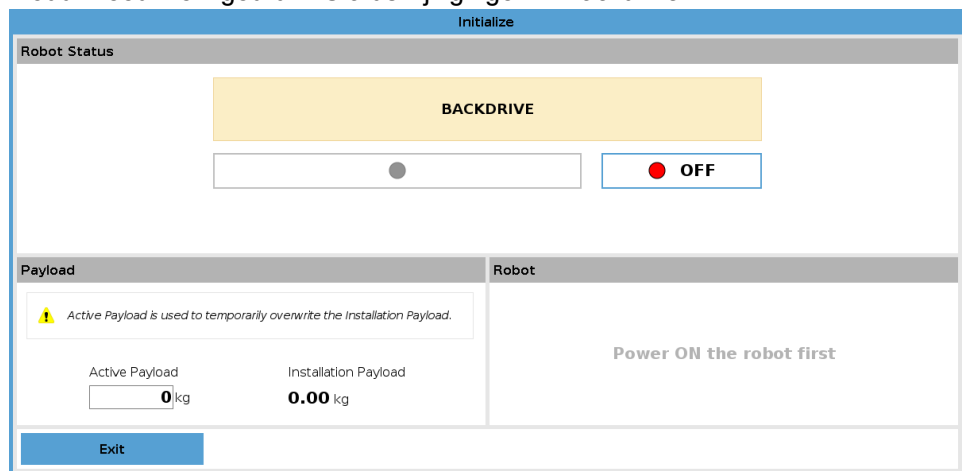 Initialize
Robot Status
BACKDRIVE
OFF
Payload
Active Payload is used to temporarily overwrite the Installation Payload.
Active Payload
Installation Payload
0 kg
0.00 kg
Robot
Power ON the robot first
Exit